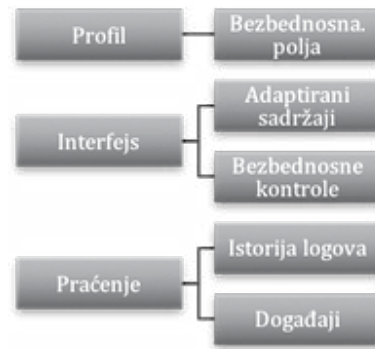 Profil
Bezbednosna.
polja
Interfejs
Adaptirani
sadržaji
Bezbednosne
kontrole
Praćenje
Istorija logova
Događaji